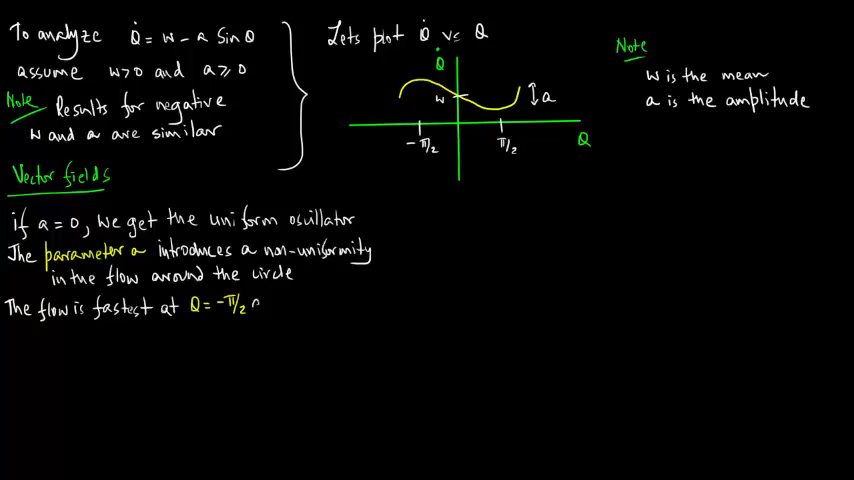 To analyze Q̇ = w - a Sin Q
assume w>0 and a ⩾ 0
Note Results for negative
w and a are similar
Vector fields
if a = 0, we get the uniform oscillator
The parameter a introduces a non-uniformity
in the flow around the circle
The flow is fastest at Q = -π/2
Lets plot Q̇ vs Q
Q̇
w
a
-π/2
π/2
Q
Note
w is the mean
a is the amplitude